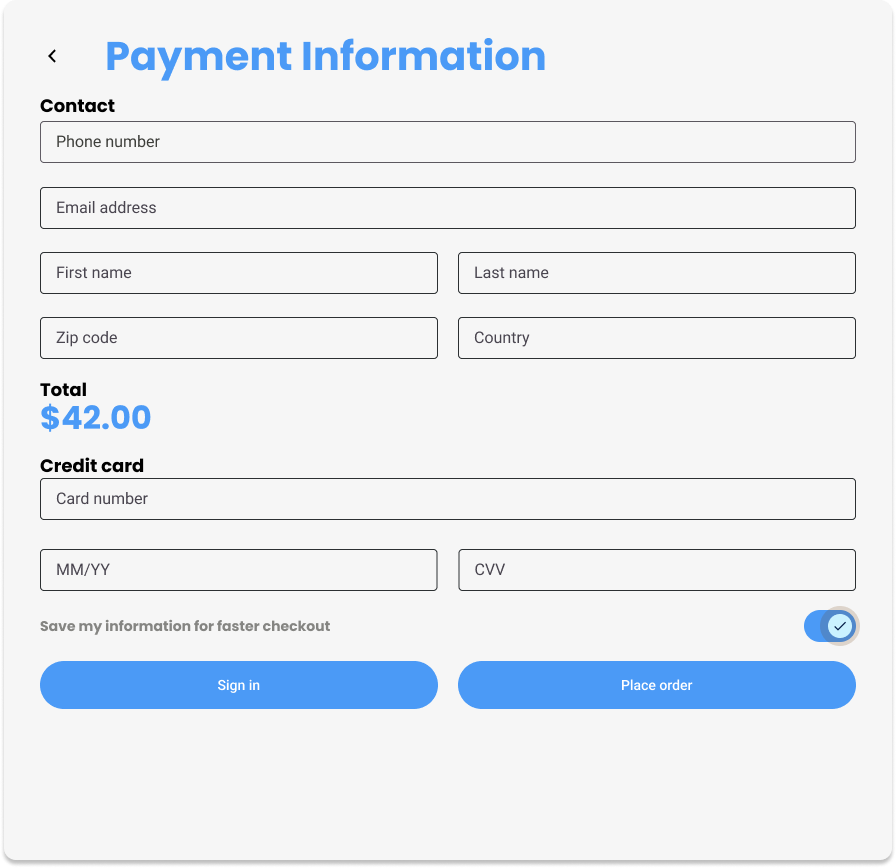 Payment Information
Contact
Phone number
Email address
First name
Last name
Zip code
Country
Total
$42.00
Credit card
Card number
MM/YY
CVV
Save my information for faster checkout
Sign in
Place order